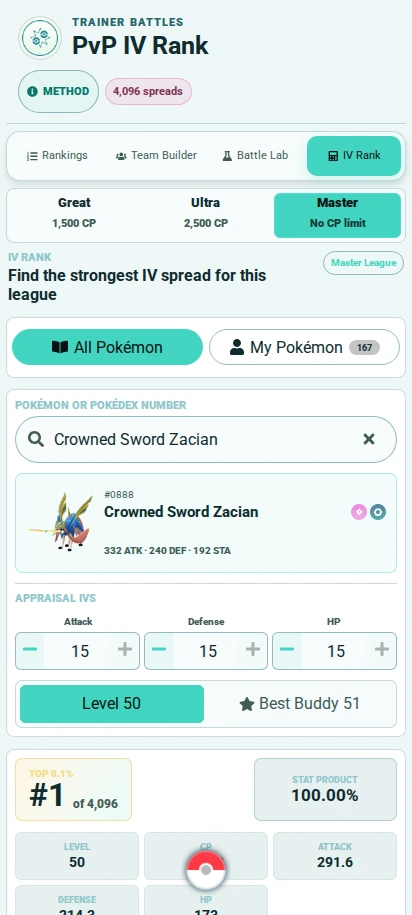 TRAINER BATTLES
PvP IV Rank
METHOD
4,096 spreads
Rankings
Team Builder
Battle Lab
IV Rank
Great
1,500 CP
Ultra
2,500 CP
Master
No CP limit
IV RANK
Find the strongest IV spread for this
league
Master League
All Pokémon
My Pokémon 167
POKÉMON OR POKÉDEX NUMBER
Crowned Sword Zacian
#0888
Crowned Sword Zacian
332 ATK · 240 DEF · 192 STA
APPRAISAL IVS
Attack
Defense
HP
15
15
15
Level 50
Best Buddy 51
TOP 0.1%
#1 of 4,096
STAT PRODUCT
100.00%
LEVEL
50
CP
ATTACK
291.6
DEFENSE
214.3
HP
173